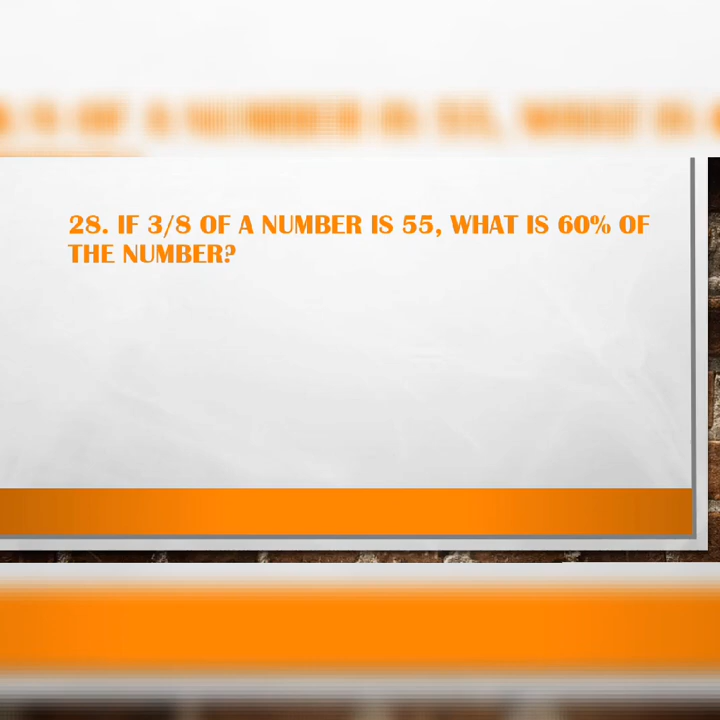 28. IF 3/8 OF A NUMBER IS 55, WHAT IS 60% OF
THE NUMBER?